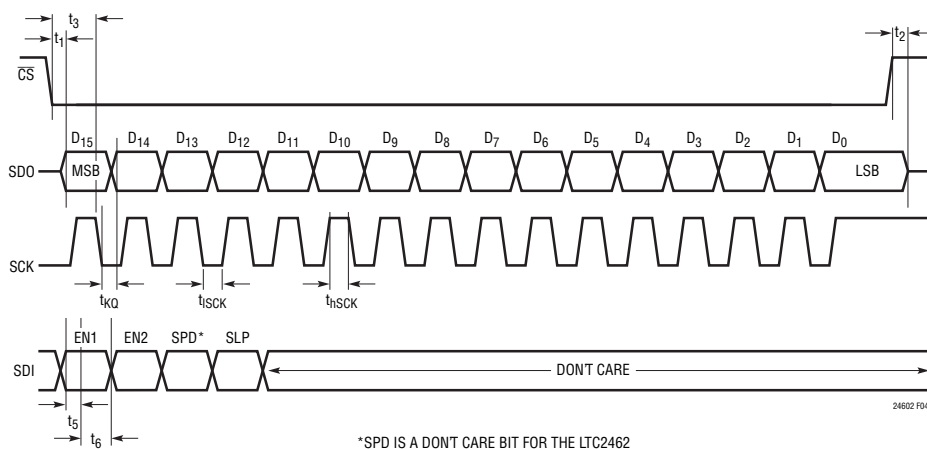 t3
t1
t2
CS
D15 D14 D13 D12 D11 D10 D9 D8 D7 D6 D5 D4 D3 D2 D1 D0
SDO MSB LSB
SCK
tKQ tlSCK thSCK
EN1 EN2 SPD* SLP
SDI DON'T CARE
t5
t6
24602 F04
*SPD IS A DON'T CARE BIT FOR THE LTC2462